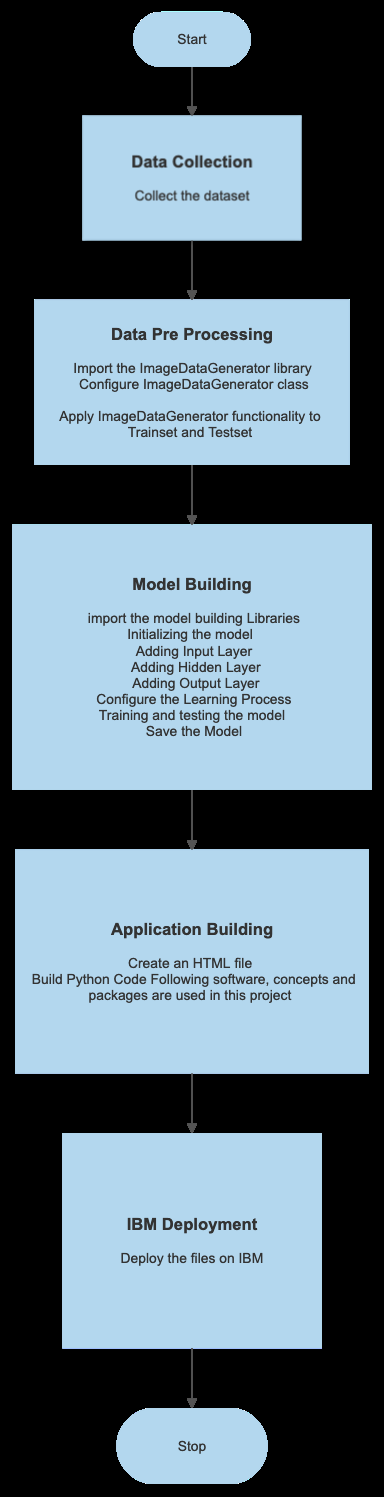 Start
Data Collection
Collect the dataset
Data Pre Processing
Import the ImageDataGenerator library
Configure ImageDataGenerator class
Apply ImageDataGenerator functionality to
Trainset and Testset
Model Building
import the model building Libraries
Initializing the model
Adding Input Layer
Adding Hidden Layer
Adding Output Layer
Configure the Learning Process
Training and testing the model
Save the Model
Application Building
Create an HTML file
Build Python Code Following software, concepts and
packages are used in this project
IBM Deployment
Deploy the files on IBM
Stop